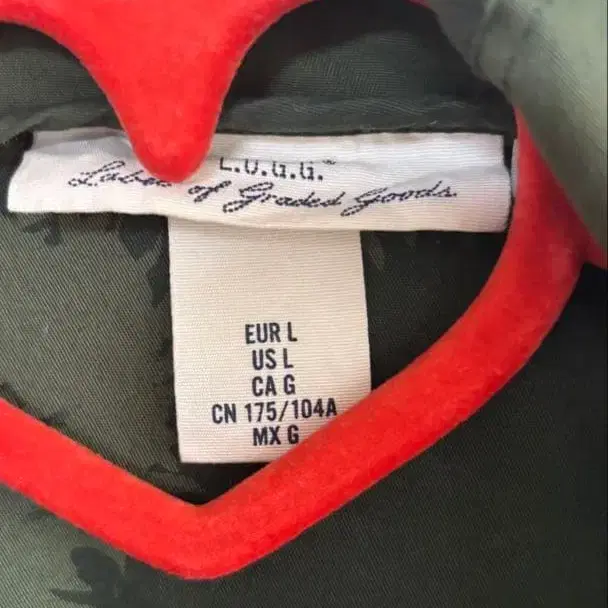 L.O.G.G.™
Label of Graded Goods
EUR L
US L
CA G
CN 175/104A
MX G